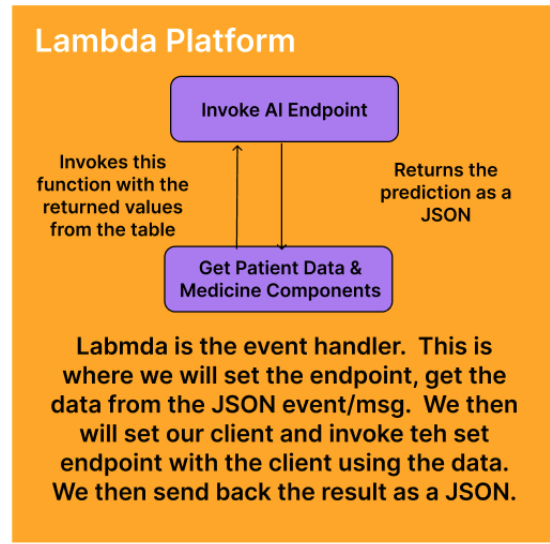 Lambda Platform
Invoke AI Endpoint
Invokes this
function with the
returned values
from the table
Returns the
prediction as a
JSON
Get Patient Data &
Medicine Components
Labmda is the event handler.  This is
where we will set the endpoint, get the
data from the JSON event/msg.  We then
will set our client and invoke teh set
endpoint with the client using the data.
We then send back the result as a JSON.